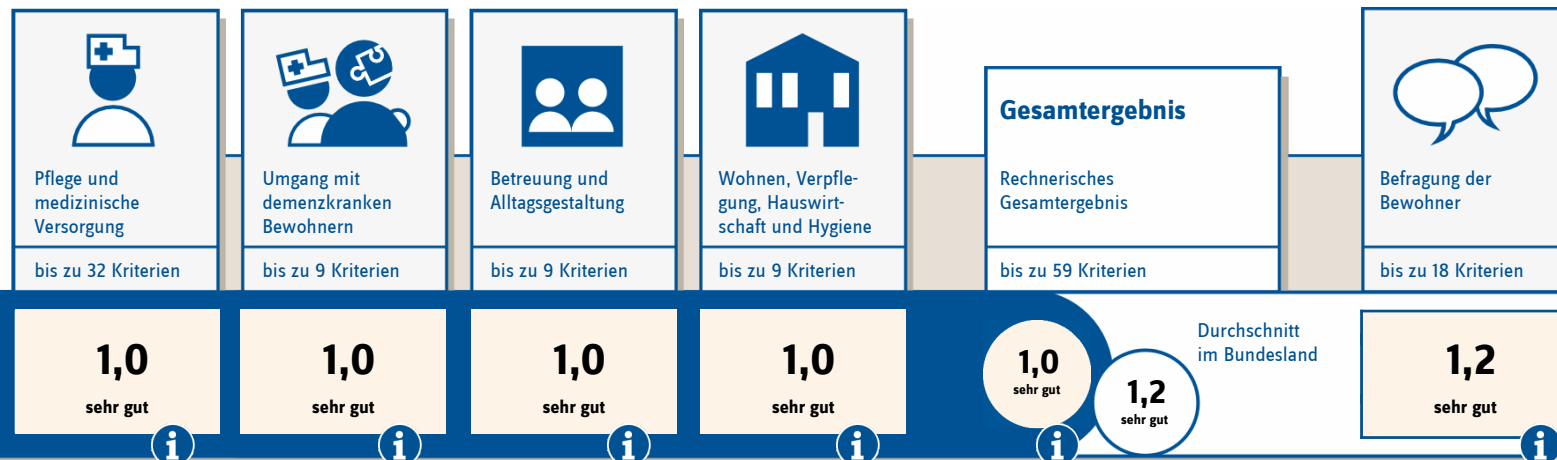 Pflege und
medizinische
Versorgung
bis zu 32 Kriterien
1,0
sehr gut
i
Umgang mit
demenzkranken
Bewohnern
bis zu 9 Kriterien
1,0
sehr gut
i
Betreuung und
Alltagsgestaltung
bis zu 9 Kriterien
1,0
sehr gut
i
Wohnen, Verpfle-
gung, Hauswirt-
schaft und Hygiene
bis zu 9 Kriterien
1,0
sehr gut
i
Gesamtergebnis
Rechnerisches
Gesamtergebnis
bis zu 59 Kriterien
1,0
sehr gut
i
Durchschnitt
im Bundesland
1,2
sehr gut
Befragung der
Bewohner
bis zu 18 Kriterien
1,2
sehr gut
i